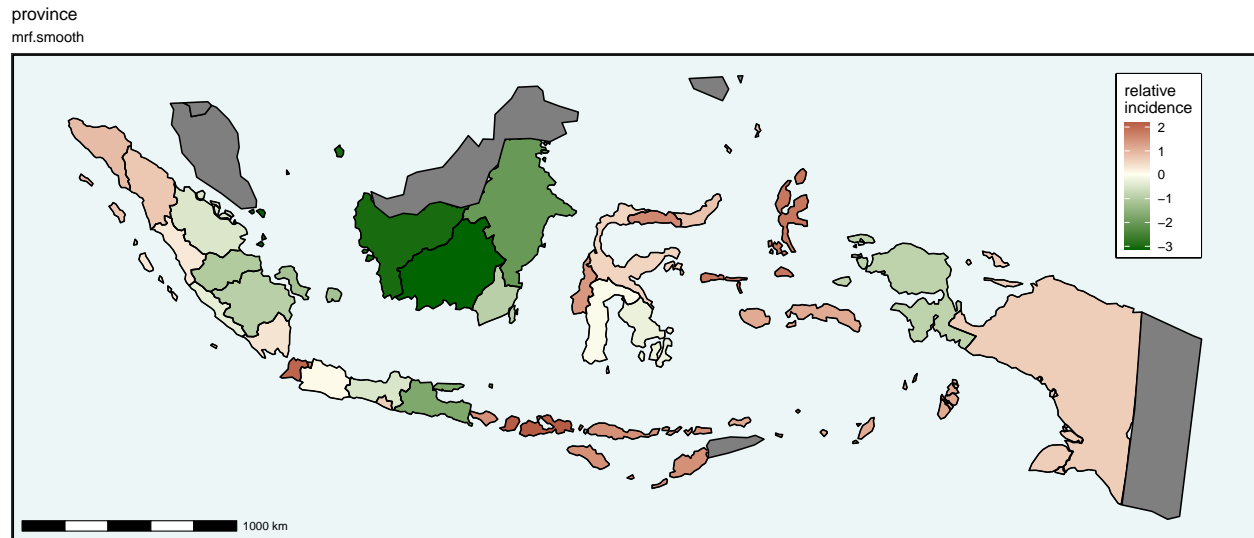 province
mrf.smooth
relative
incidence
2
1
0
−1
−2
−3
1000 km